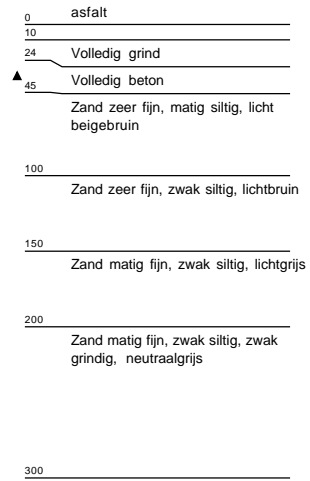 0 asfalt
10
24 Volledig grind
Volledig beton
45
Zand zeer fijn, matig siltig, licht
beigebruin
100
Zand zeer fijn, zwak siltig, lichtbruin
150
Zand matig fijn, zwak siltig, lichtgrijs
200
Zand matig fijn, zwak siltig, zwak
grindig, neutraalgrijs
300